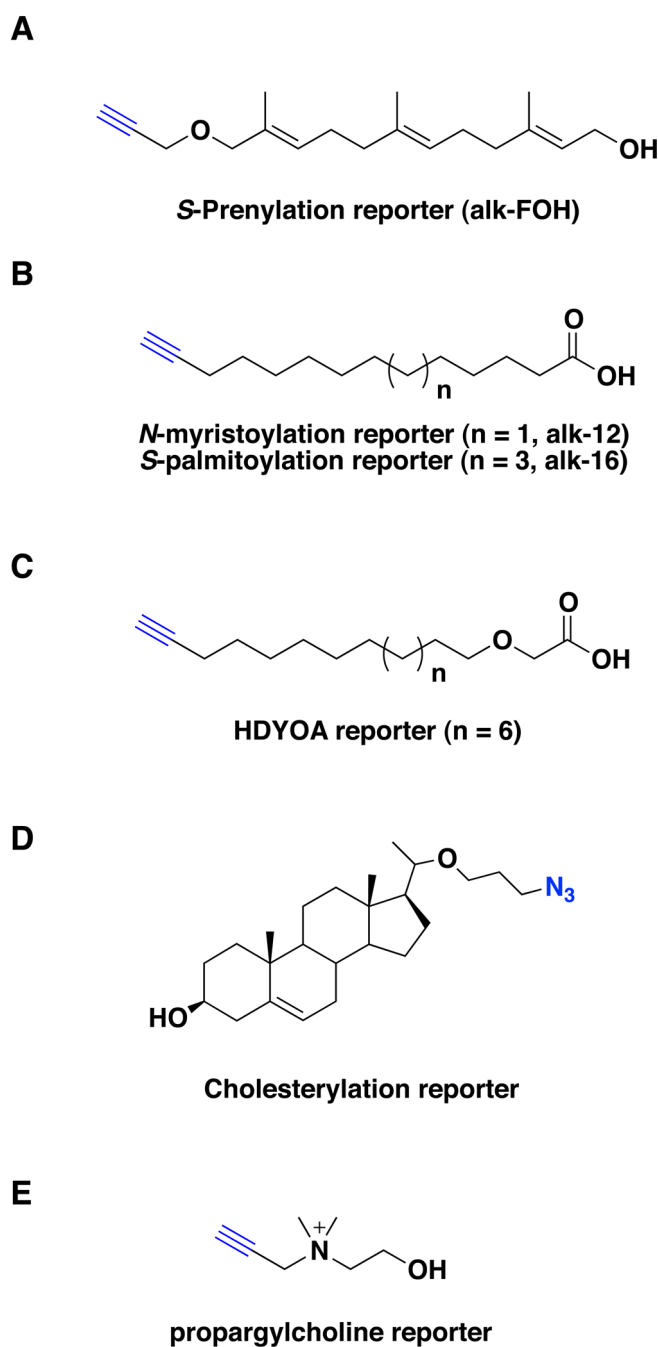 A
O
OH
S-Prenylation reporter (alk-FOH)
B
O
OH
n
N-myristoylation reporter (n = 1, alk-12)
S-palmitoylation reporter (n = 3, alk-16)
C
O
O
OH
n
HDYOA reporter (n = 6)
D
O
N3
HO
Cholesterylation reporter
E
+
N
OH
propargylcholine reporter